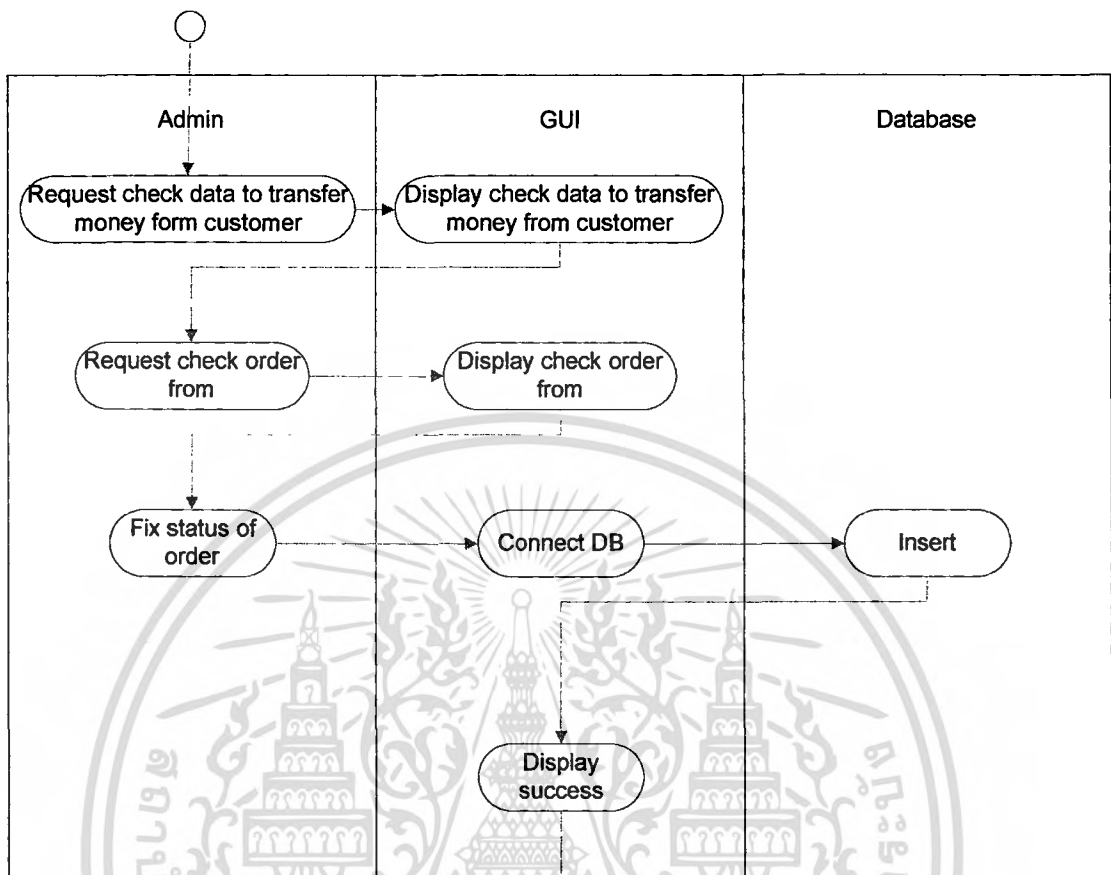 Admin
GUI
Database
Request check data to transfer
money form customer
Display check data to transfer
money from customer
Request check order
from
Display check order
from
Fix status of
order
Connect DB
Insert
Display
success